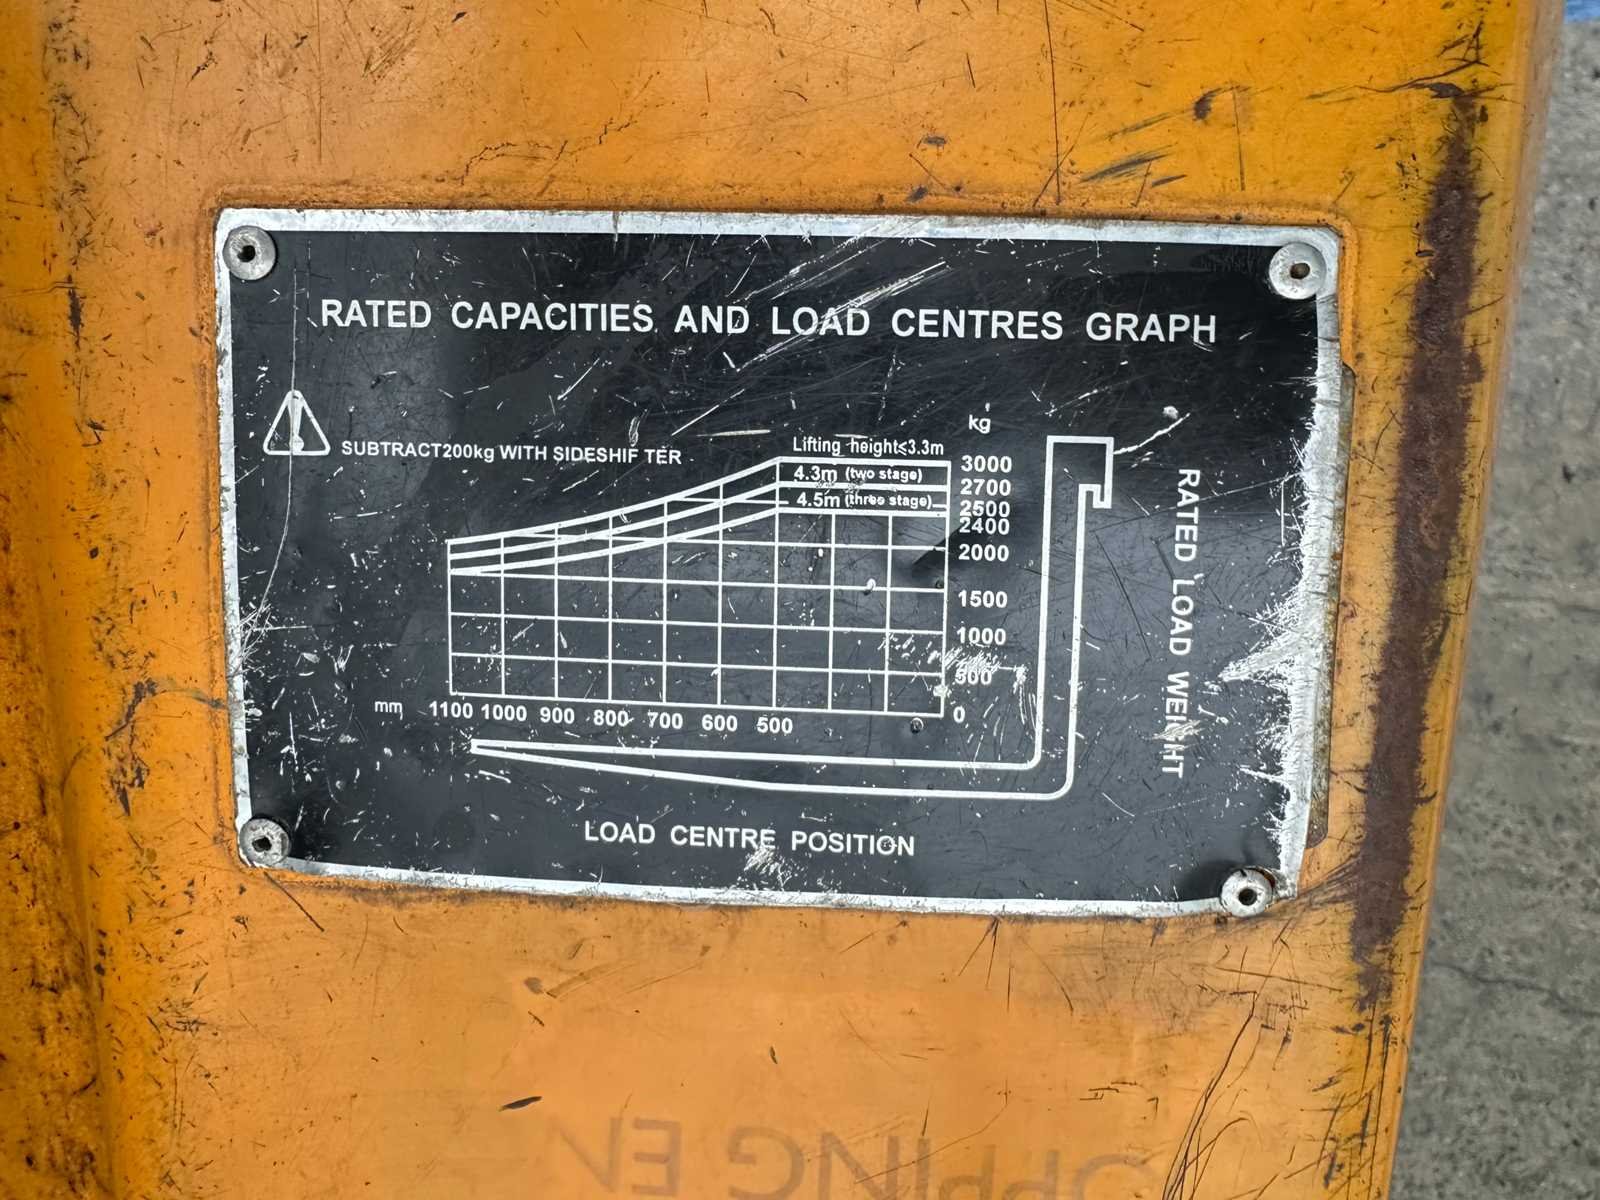 RATED CAPACITIES AND LOAD CENTRES GRAPH
kg
SUBTRACT200kg WITH SIDESHIF TER
Lifting height≤3.3m
3000
4.3m (two stage)
2700
4.5m (three stage)
2500
2400
2000
1500
1000
500
0
mm 1100 1000 900 800 700 600 500
RATED LOAD WEIGHT
LOAD CENTRE POSITION